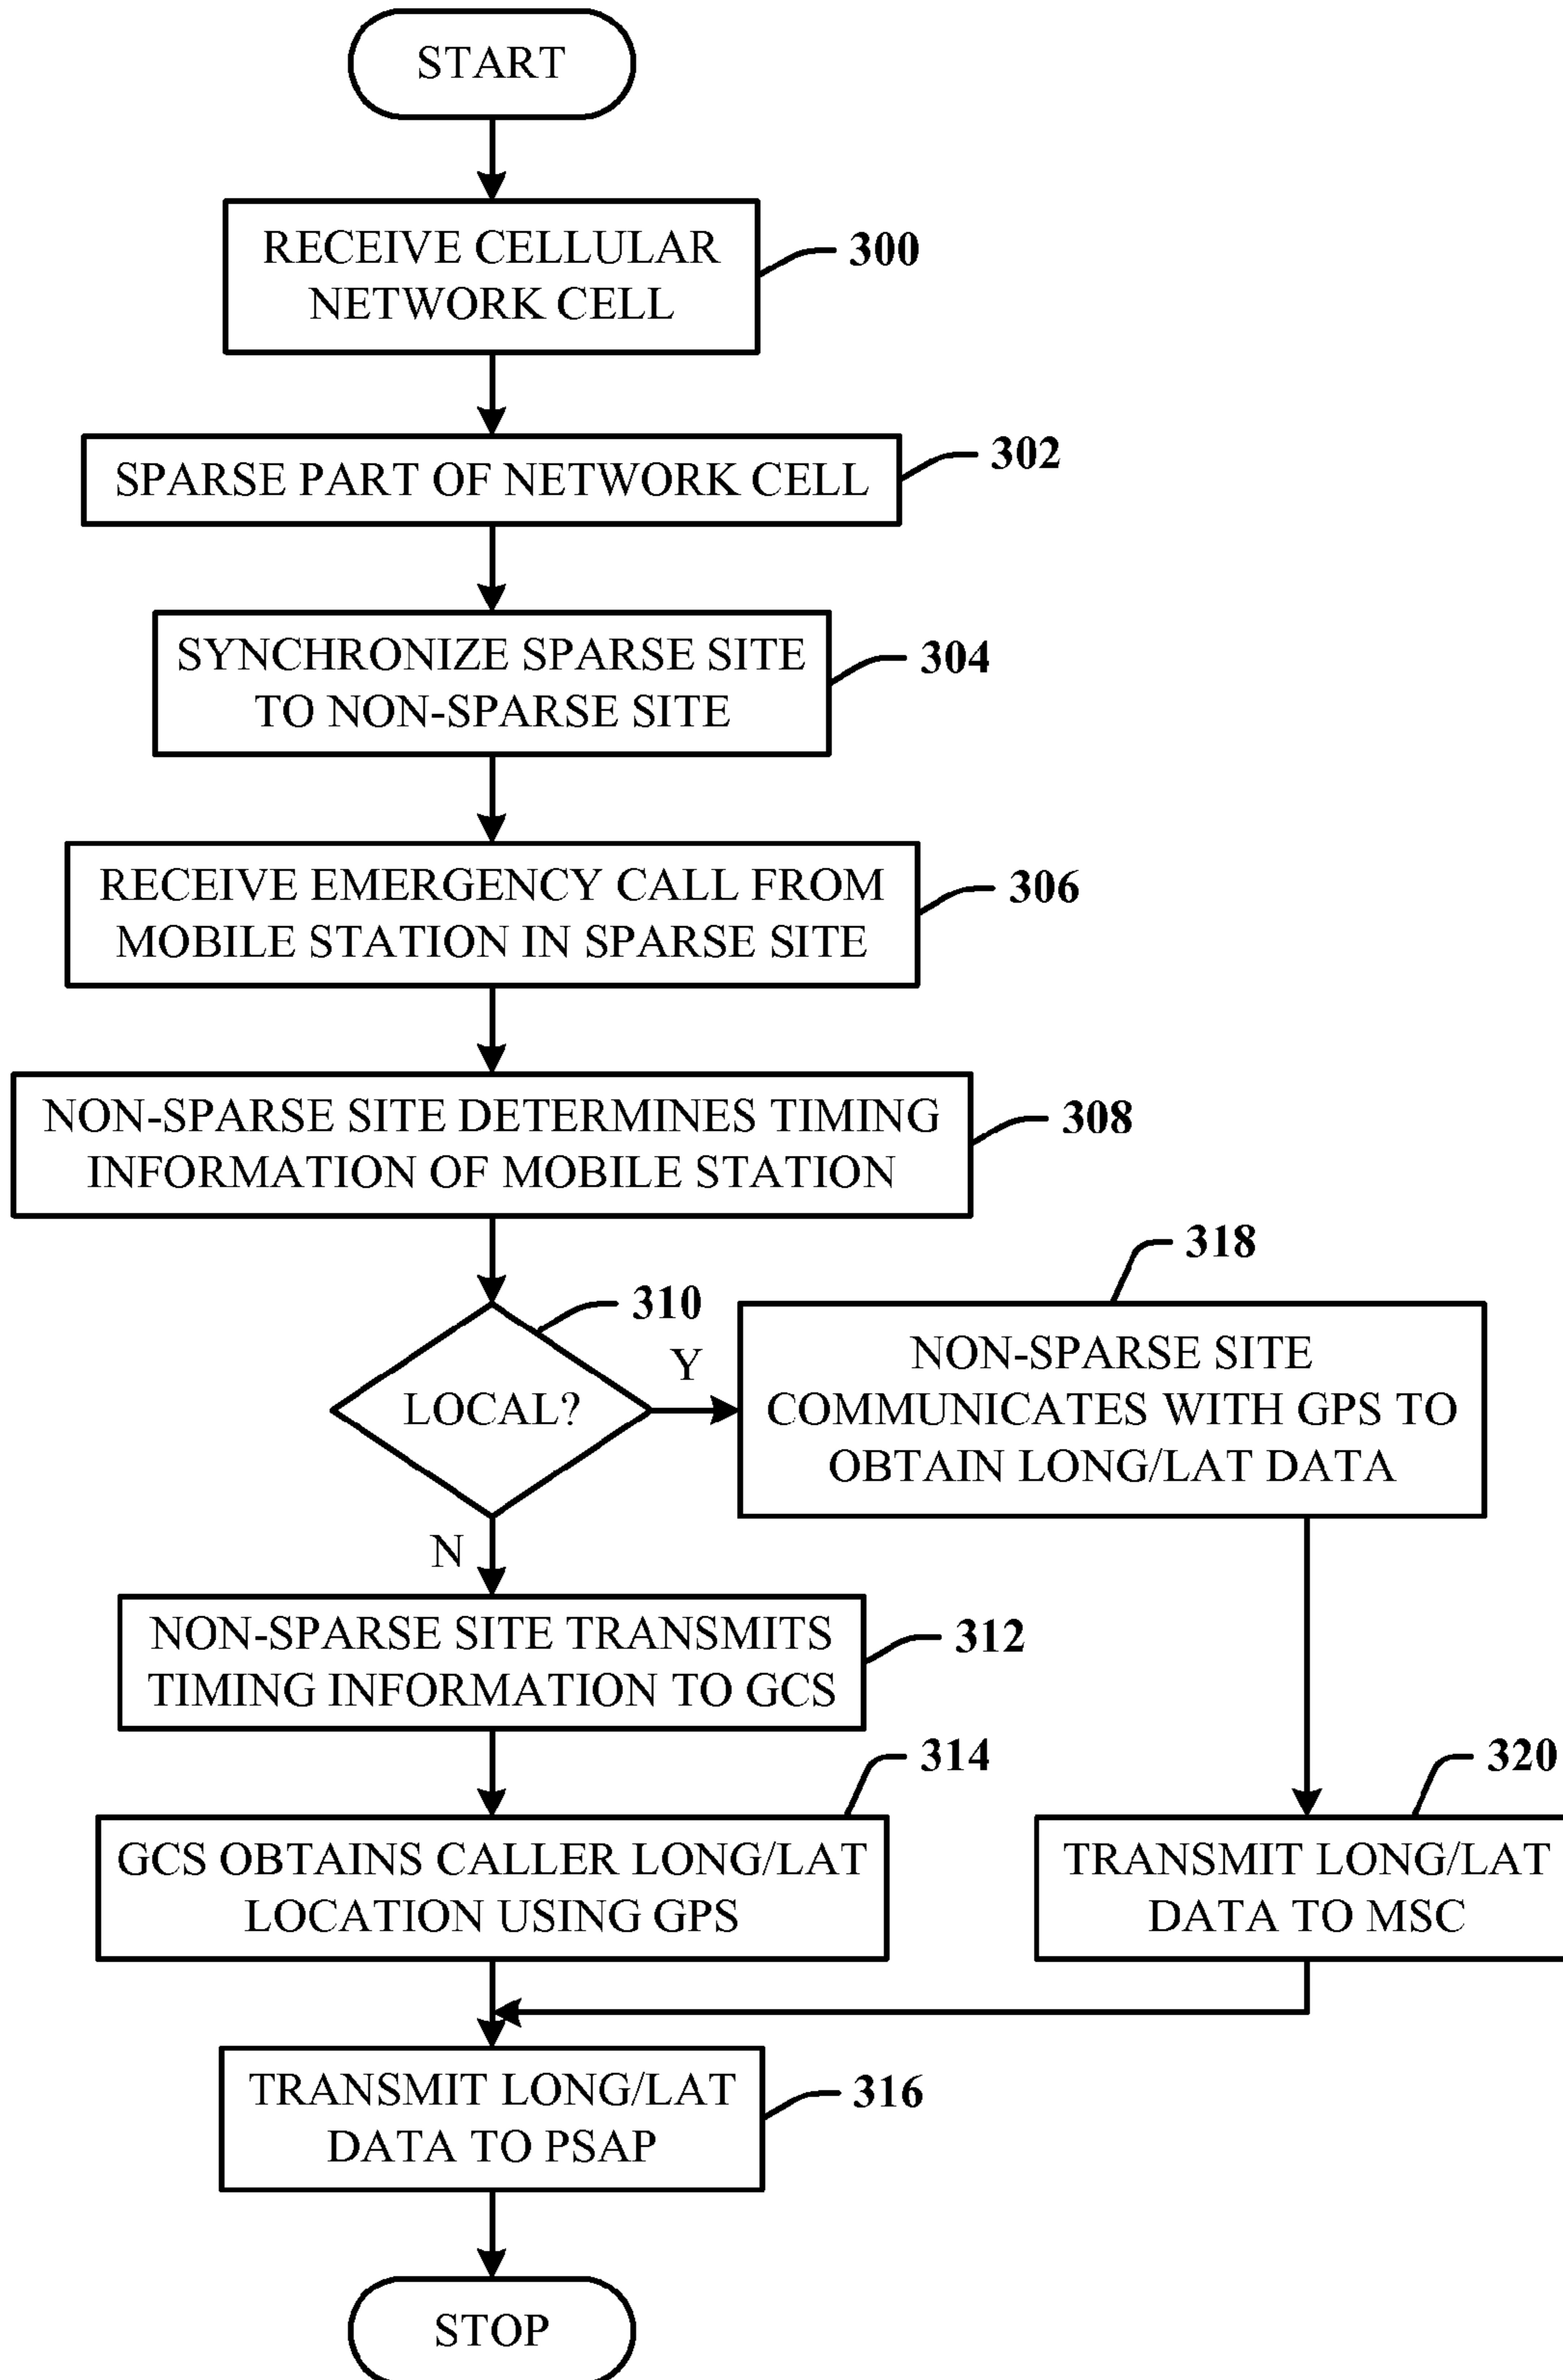 START
RECEIVE CELLULAR
NETWORK CELL
300
SPARSE PART OF NETWORK CELL
302
SYNCHRONIZE SPARSE SITE
TO NON-SPARSE SITE
304
RECEIVE EMERGENCY CALL FROM
MOBILE STATION IN SPARSE SITE
306
NON-SPARSE SITE DETERMINES TIMING
INFORMATION OF MOBILE STATION
308
LOCAL?
310
Y
N
318
NON-SPARSE SITE
COMMUNICATES WITH GPS TO
OBTAIN LONG/LAT DATA
NON-SPARSE SITE TRANSMITS
TIMING INFORMATION TO GCS
312
GCS OBTAINS CALLER LONG/LAT
LOCATION USING GPS
314
320
TRANSMIT LONG/LAT
DATA TO MSC
TRANSMIT LONG/LAT
DATA TO PSAP
316
STOP